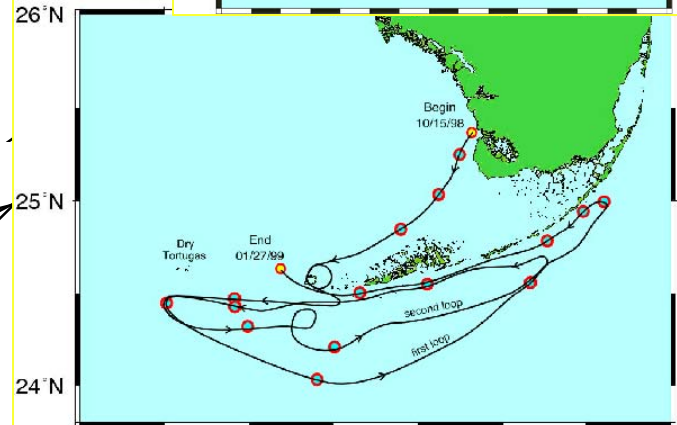 26°N
Begin
10/15/98
25°N
Dry
Tortugas
End
01/27/99
second loop
first loop
24°N